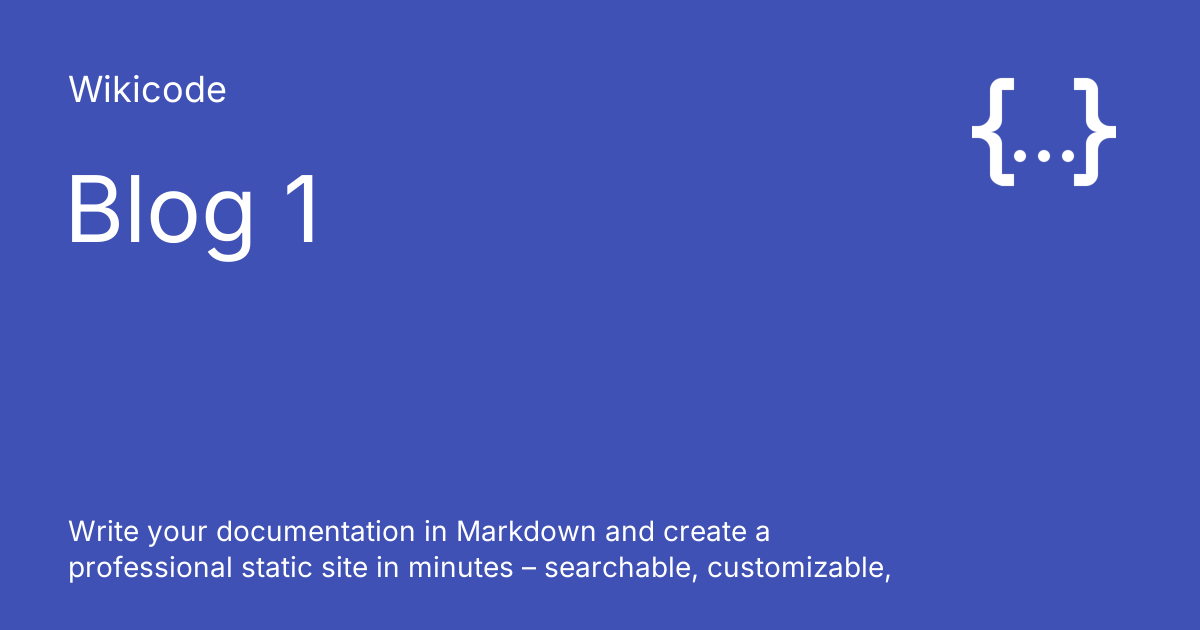 Wikicode
{...}
Blog 1
Write your documentation in Markdown and create a
professional static site in minutes – searchable, customizable,